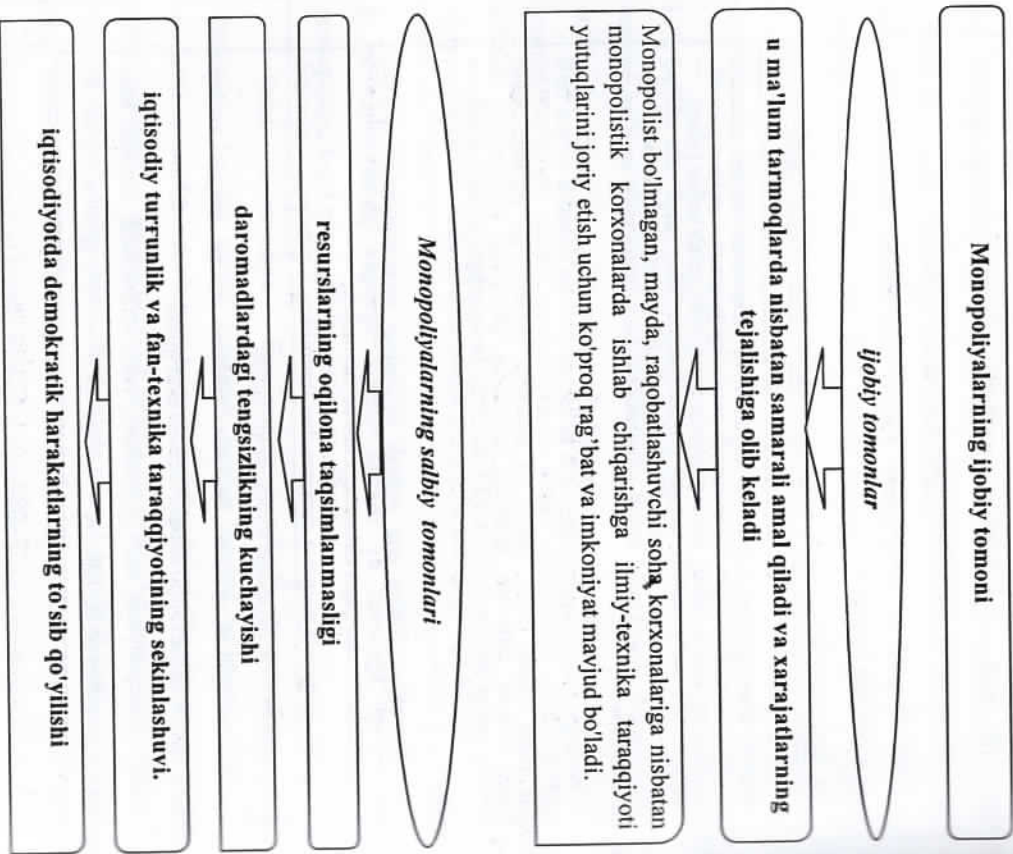 Monopoliyalarning ijobiy tomoni
ijobiy tomonlar
u ma'lum tarmoqlarda nisbatan samarali amal qiladi va xarajatlarning
tejalishiga olib keladi
Monopolist bo'lmagan, mayda, raqobatlashuvchi soha korxonalariga nisbatan
monopolistik korxonalarda ishlab chiqarishga ilmiy-texnika taraqqiyoti
yutuqlarini joriy etish uchun ko'proq rag'bat va imkoniyat mavjud bo'ladi.
Monopoliyalarning salbiy tomonlari
resurslarning oqilona taqsimlanmasligi
daromadlardagi tengsizlikning kuchayishi
iqtisodiy turrunlik va fan-texnika taraqqiyotining sekinlashuvi.
iqtisodiyotda demokratik harakatlarning to'sib qo'yilishi